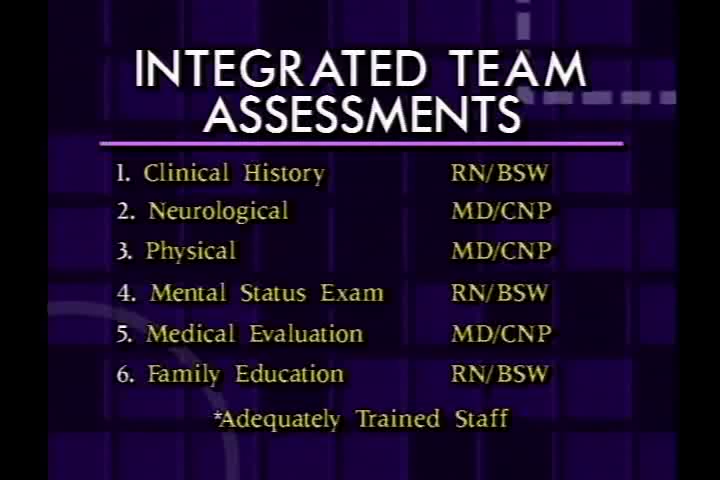 INTEGRATED TEAM
ASSESSMENTS
1. Clinical History RN/BSW
2. Neurological MD/CNP
3. Physical MD/CNP
4. Mental Status Exam RN/BSW
5. Medical Evaluation MD/CNP
6. Family Education RN/BSW
*Adequately Trained Staff